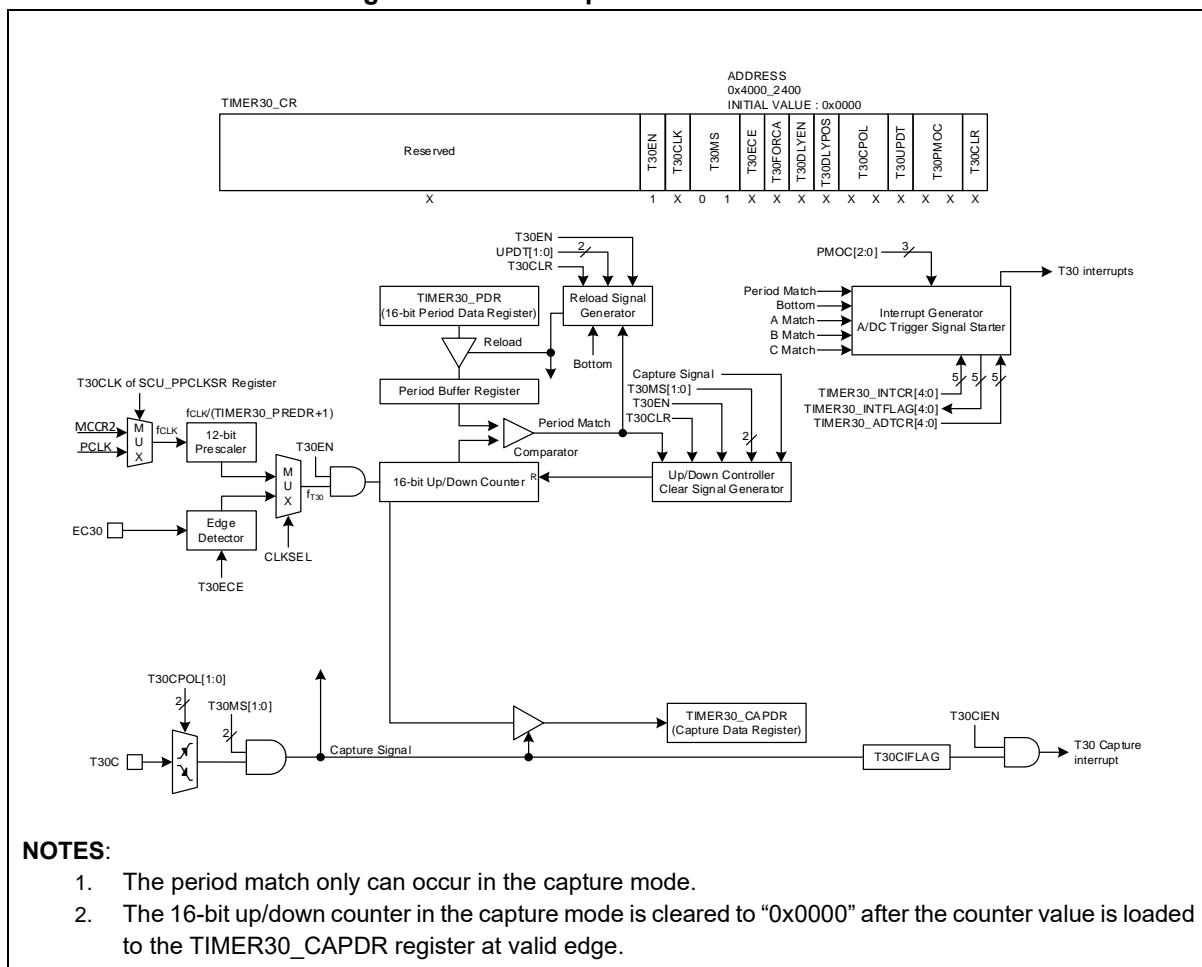 ADDRESS
0x4000_2400
INITIAL VALUE : 0x0000
TIMER30_CR
Reserved
T30EN
T30CLK
T30MS
T30ECE
T30FORCA
T30DLYEN
T30DLYPOS
T30CPOL
T30UPDT
T30PMOC
T30CLR
X 1 X 0 1 X X X X X X X X X X
T30EN
UPDT[1:0]
2
T30CLR
PMOC[2:0]
3
T30 interrupts
TIMER30_PDR
(16-bit Period Data Register)
Reload Signal
Generator
Period Match
Bottom
A Match
B Match
C Match
Interrupt Generator
A/DC Trigger Signal Starter
Reload
Bottom
Period Buffer Register
Capture Signal
T30MS[1:0]
T30EN
T30CLR
2
5 5 5
TIMER30_INTCR[4:0]
TIMER30_INTFLAG[4:0]
TIMER30_ADTCR[4:0]
T30CLK of SCU_PPCLKSR Register
fCLK/(TIMER30_PREDR+1)
MCCR2
PCLK
MUX
fCLK
12-bit
Prescaler
T30EN
Period Match
Comparator
MUX
fT30
16-bit Up/Down Counter
R
Up/Down Controller
Clear Signal Generator
EC30
Edge
Detector
CLKSEL
T30ECE
T30CPOL[1:0]
2
T30MS[1:0]
2
T30C
Capture Signal
TIMER30_CAPDR
(Capture Data Register)
T30CIFLAG
T30CIEN
T30 Capture
interrupt
NOTES:
1. The period match only can occur in the capture mode.
2. The 16-bit up/down counter in the capture mode is cleared to “0x0000” after the counter value is loaded
to the TIMER30_CAPDR register at valid edge.